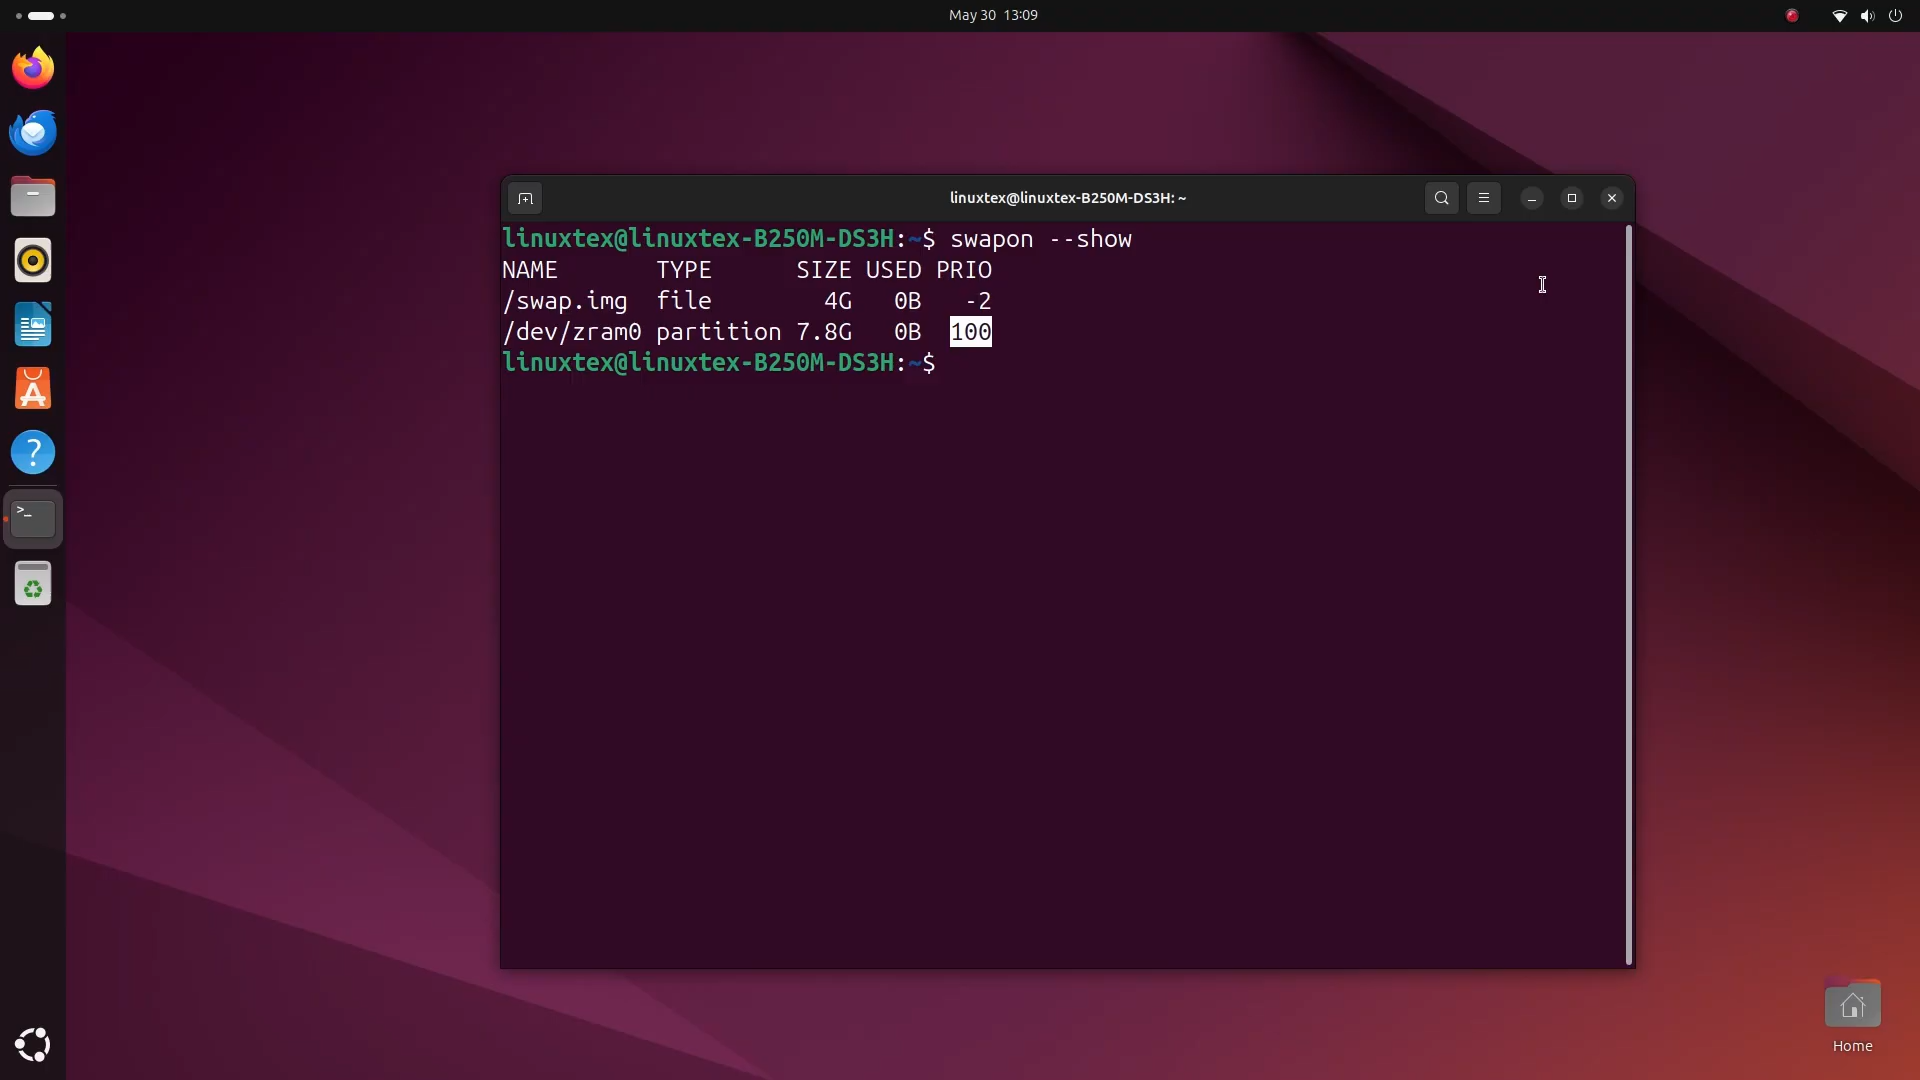 May 30 13:09
linuxtex@linuxtex-B250M-DS3H: ~
linuxtex@linuxtex-B250M-DS3H:~$ swapon --show
NAME       TYPE      SIZE USED PRIO
/swap.img  file        4G   0B   -2
/dev/zram0 partition 7.8G   0B  100
linuxtex@linuxtex-B250M-DS3H:~$
Home